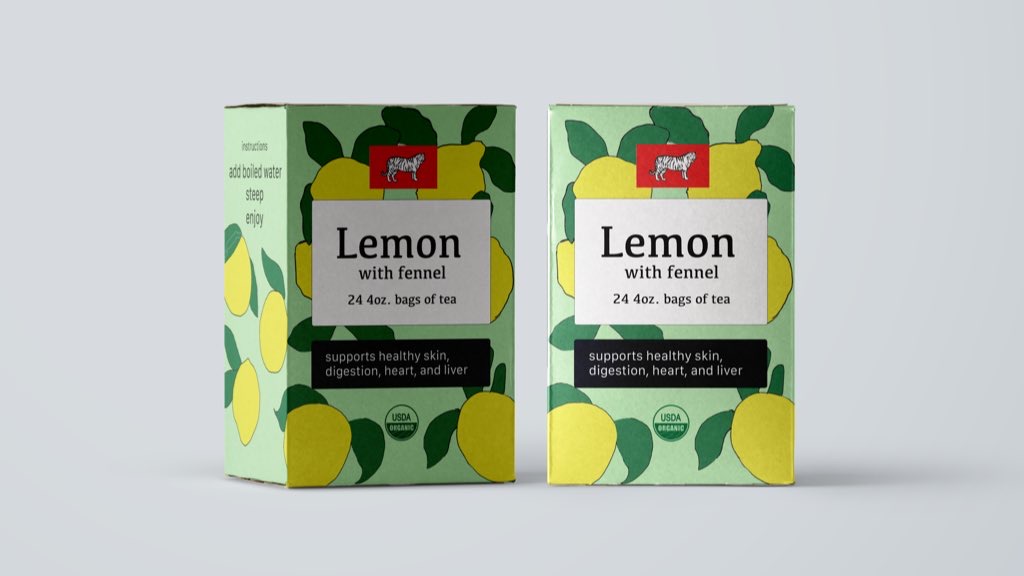 instructions
add boiled water
steep
enjoy
Lemon
with fennel
24 4oz. bags of tea
supports healthy skin,
digestion, heart, and liver
USDA
ORGANIC
Lemon
with fennel
24 4oz. bags of tea
supports healthy skin,
digestion, heart, and liver
USDA
ORGANIC